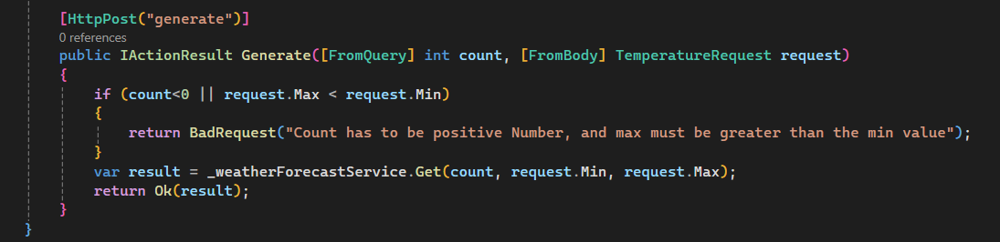 [HttpPost("generate")]
0 references
public IActionResult Generate([FromQuery] int count, [FromBody] TemperatureRequest request)
{
if (count<0 || request.Max < request.Min)
{
return BadRequest("Count has to be positive Number, and max must be greater than the min value");
}
var result = _weatherForecastService.Get(count, request.Min, request.Max);
return Ok(result);
}
}